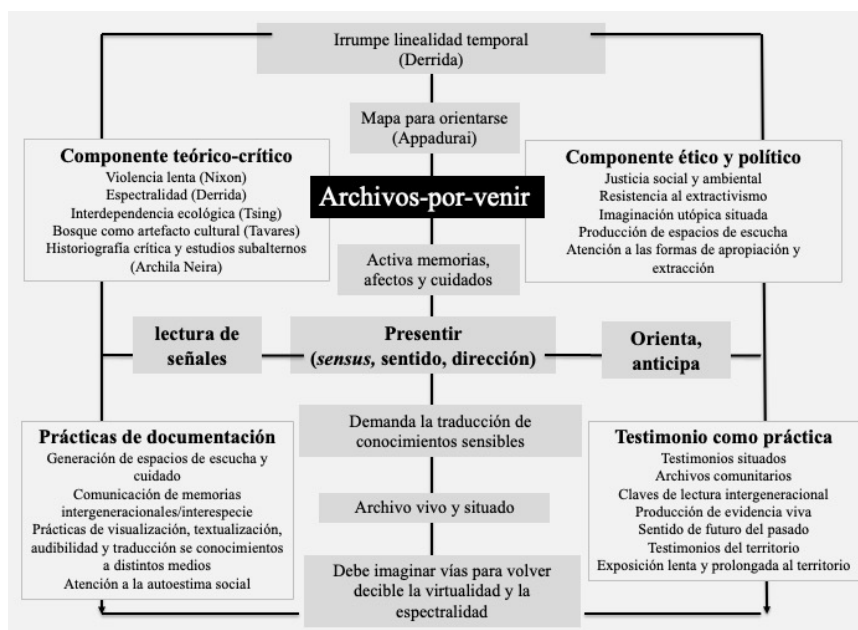 Irrumpe linealidad temporal
(Derrida)
Mapa para orientarse
(Appadurai)
Componente teórico-crítico
Violencia lenta (Nixon)
Espectralidad (Derrida)
Interdependencia ecológica (Tsing)
Bosque como artefacto cultural (Tavares)
Historiografía crítica y estudios subalternos
(Archila Neira)
Archivos-por-venir
Componente ético y político
Justicia social y ambiental
Resistencia al extractivismo
Imaginación utópica situada
Producción de espacios de escucha
Atención a las formas de apropiación y
extracción
Activa memorias,
afectos y cuidados
lectura de
señales
Presentir
(sensus, sentido, dirección)
Orienta,
anticipa
Demanda la traducción de
conocimientos sensibles
Prácticas de documentación
Generación de espacios de escucha y
cuidado
Comunicación de memorias
intergeneracionales/interespecie
Prácticas de visualización, textualización,
audibilidad y traducción se conocimientos
a distintos medios
Atención a la autoestima social
Archivo vivo y situado
Testimonio como práctica
Testimonios situados
Archivos comunitarios
Claves de lectura intergeneracional
Producción de evidencia viva
Sentido de futuro del pasado
Testimonios del territorio
Exposición lenta y prolongada al territorio
Debe imaginar vías para volver
decible la virtualidad y la
espectralidad